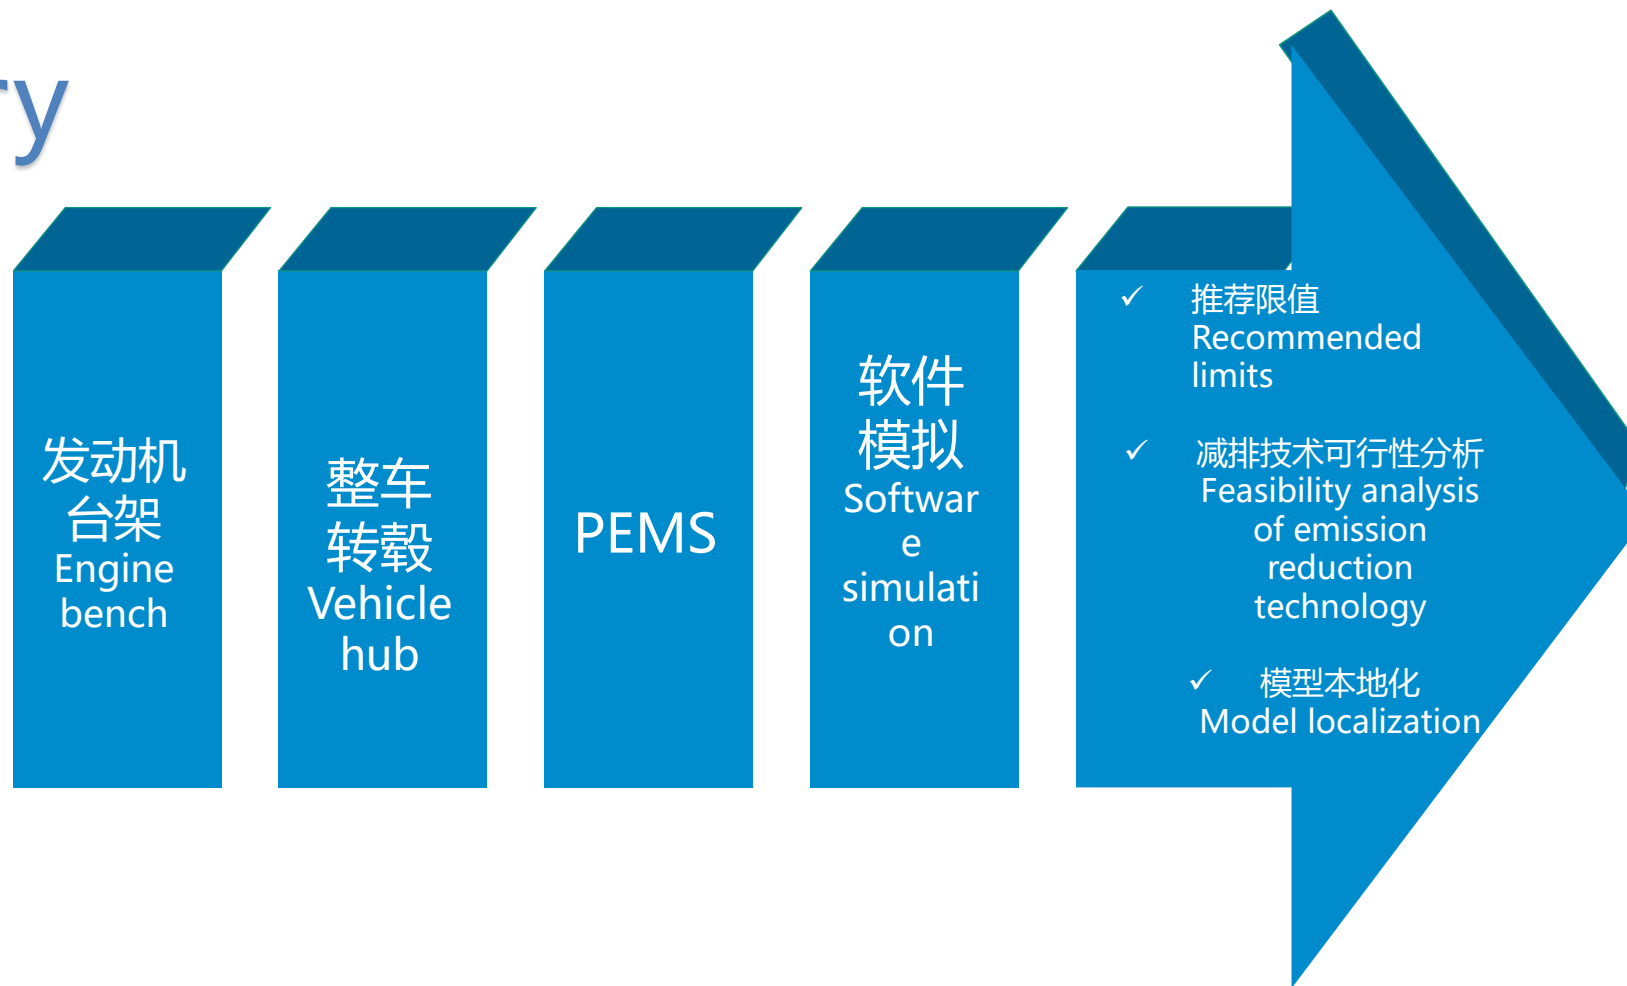 ry
发动机
台架
Engine
bench
整车
转毂
Vehicle
hub
PEMS
软件
模拟
Softwar
e
simulati
on
✓ 推荐限值
Recommended
limits
✓ 减排技术可行性分析
Feasibility analysis
of emission
reduction
technology
✓ 模型本地化
Model localization